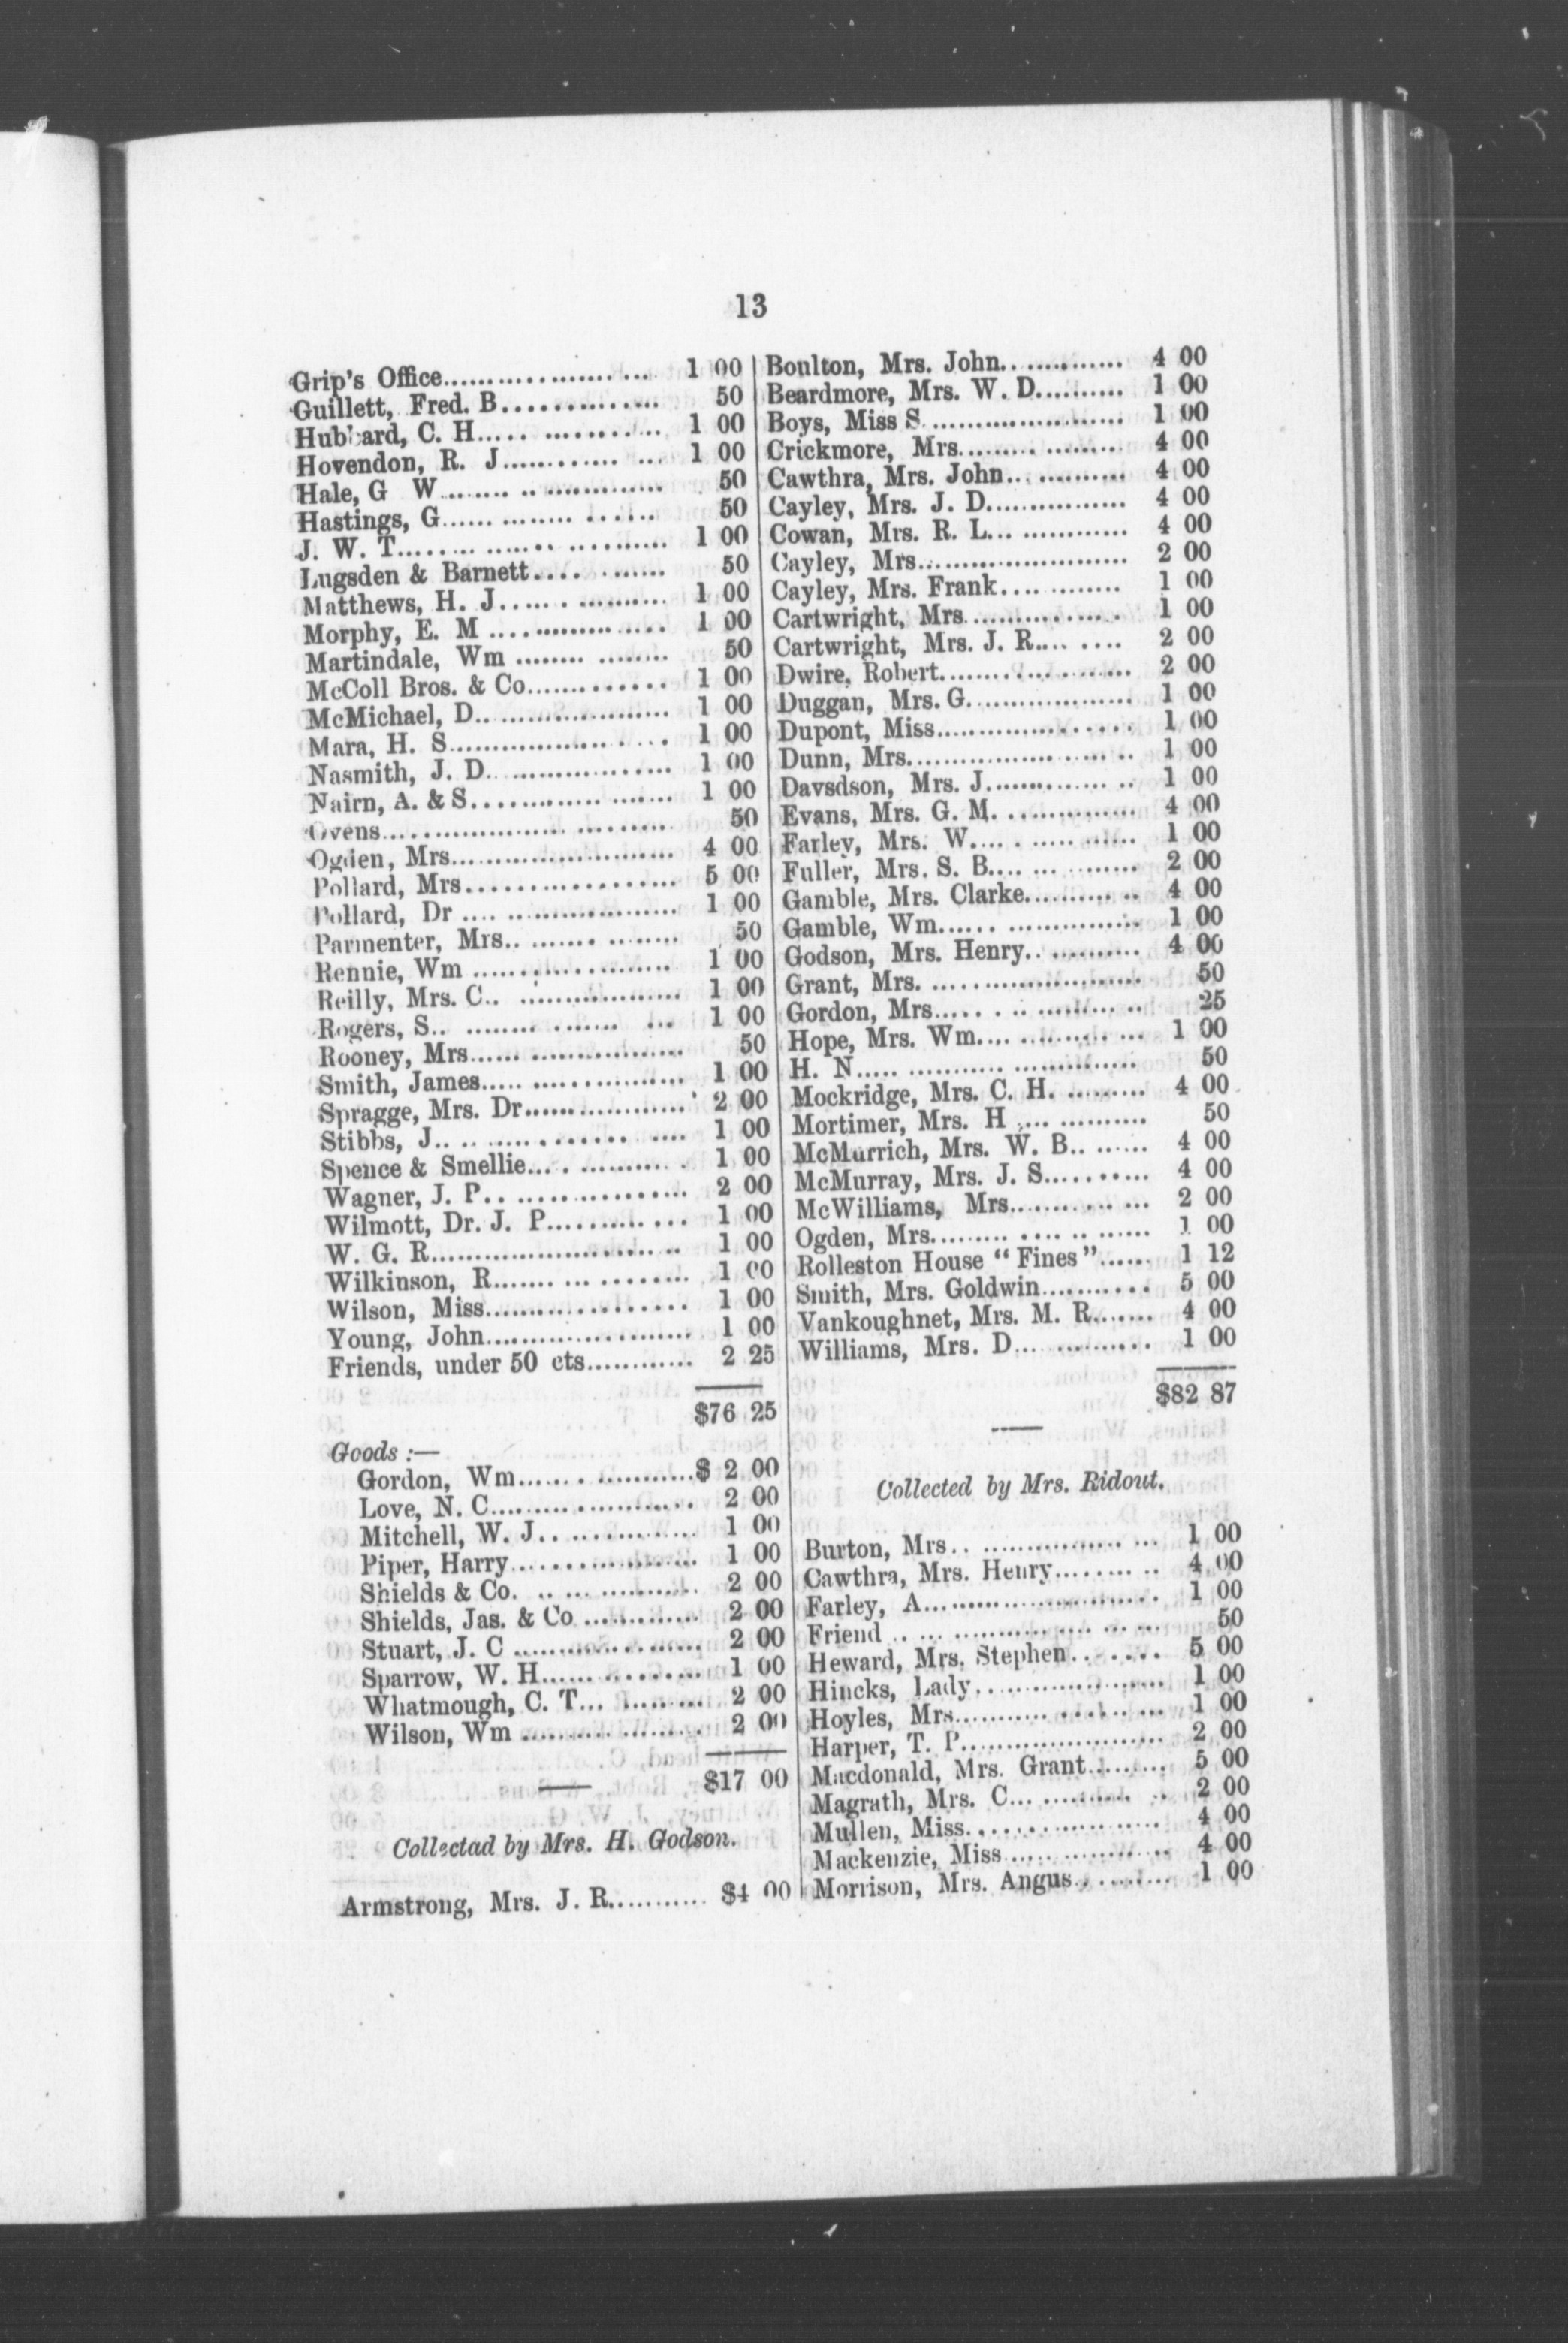 13
Grip's Office..................... 1 00
Guillett, Fred. B.............. 50
Hubbard, C. H................. 1 00
Hovendon, R. J............... 1 00
Hale, G W...................... 50
Hastings, G.................... 50
J. W. T......................... 1 00
Lugsden & Barnett........... 50
Matthews, H. J............... 1 00
Morphy, E. M ................ 1 00
Martindale, Wm .............. 50
McColl Bros. & Co............ 1 00
McMichael, D.................. 1 00
Mara, H. S..................... 1 00
Nasmith, J. D................. 1 00
Nairn, A. & S.................. 1 00
Ovens........................... 50
Ogden, Mrs..................... 4 00
Pollard, Mrs................... 5 00
Pollard, Dr .................... 1 00
Parmenter, Mrs............... 50
Rennie, Wm ................... 1 00
Reilly, Mrs. C................. 1 00
Rogers, S...................... 1 00
Rooney, Mrs................... 50
Smith, James.................. 1 00
Spragge, Mrs. Dr............. 2 00
Stibbs, J....................... 1 00
Spence & Smellie............. 1 00
Wagner, J. P.................. 2 00
Wilmott, Dr. J. P............. 1 00
W. G. R......................... 1 00
Wilkinson, R................... 1 00
Wilson, Miss................... 1 00
Young, John................... 1 00
Friends, under 50 cts............ 2 25
$76 25
Goods :—
Gordon, Wm...................$ 2 00
Love, N. C..................... 2 00
Mitchell, W. J................ 1 00
Piper, Harry................... 1 00
Shields & Co.................. 2 00
Shields, Jas. & Co ............ 2 00
Stuart, J. C ................... 2 00
Sparrow, W. H................ 1 00
Whatmough, C. T............. 2 00
Wilson, Wm ................... 2 00
$17 00
Collectad by Mrs. H. Godson.
Armstrong, Mrs. J. R........... $4 00
Boulton, Mrs. John............. 4 00
Beardmore, Mrs. W. D.......... 1 00
Boys, Miss S.................... 1 00
Crickmore, Mrs.................. 4 00
Cawthra, Mrs. John............. 4 00
Cayley, Mrs. J. D............... 4 00
Cowan, Mrs. R. L................ 4 00
Cayley, Mrs..................... 2 00
Cayley, Mrs. Frank.............. 1 00
Cartwright, Mrs................. 1 00
Cartwright, Mrs. J. R........... 2 00
Dwire, Robert................... 2 00
Duggan, Mrs. G.................. 1 00
Dupont, Miss.................... 1 00
Dunn, Mrs....................... 1 00
Davsdson, Mrs. J................ 1 00
Evans, Mrs. G. M................ 4 00
Farley, Mrs. W.................. 1 00
Fuller, Mrs. S. B............... 2 00
Gamble, Mrs. Clarke............. 4 00
Gamble, Wm...................... 1 00
Godson, Mrs. Henry.............. 4 00
Grant, Mrs. .................... 50
Gordon, Mrs..................... 25
Hope, Mrs. Wm................... 1 00
H. N............................ 50
Mockridge, Mrs. C. H. ......... 4 00
Mortimer, Mrs. H ............... 50
McMurrich, Mrs. W. B............ 4 00
McMurray, Mrs. J. S............. 4 00
McWilliams, Mrs................. 2 00
Ogden, Mrs...................... 1 00
Rolleston House "Fines"...... 1 12
Smith, Mrs. Goldwin............. 5 00
Vankoughnet, Mrs. M. R....... 4 00
Williams, Mrs. D................ 1 00
$82 87
Collected by Mrs. Ridout.
Burton, Mrs..................... 1 00
Cawthra, Mrs. Henry............. 4 00
Farley, A....................... 1 00
Friend ......................... 50
Heward, Mrs. Stephen........... 5 00
Hincks, Lady.................... 1 00
Hoyles, Mrs..................... 1 00
Harper, T. P.................... 2 00
Macdonald, Mrs. Grant.......... 5 00
Magrath, Mrs. C................. 2 00
Mullen, Miss.................... 4 00
Mackenzie, Miss................. 4 00
Morrison, Mrs. Angus........... 1 00